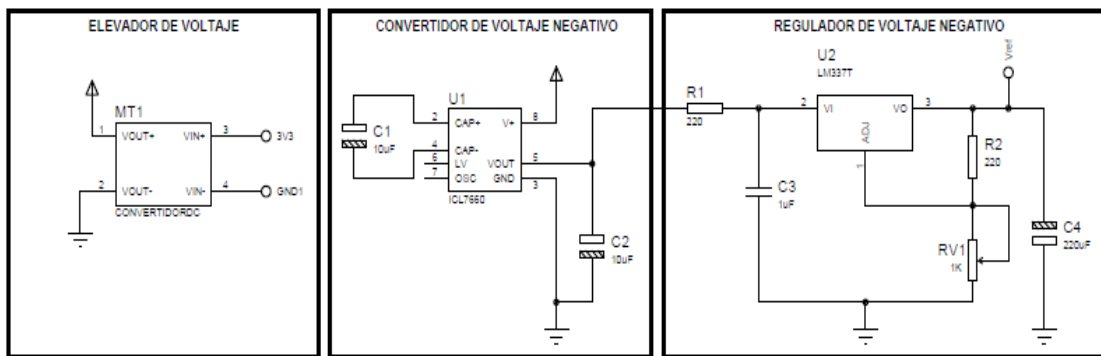 ELEVADOR DE VOLTAJE
MT1
1
VOUT+
VIN+
3
3V3
2
VOUT-
VIN-
4
GND1
CONVERTIDORDC
CONVERTIDOR DE VOLTAJE NEGATIVO
U1
C1
10uF
2
CAP+
V+
8
4
CAP-
6
LV
VOUT
5
7
OSC
GND
3
ICL7660
C2
10uF
REGULADOR DE VOLTAJE NEGATIVO
U2
LM337T
Vref
R1
220
2
VI
VO
3
ADJ
1
R2
220
C3
1uF
RV1
1K
C4
220uF